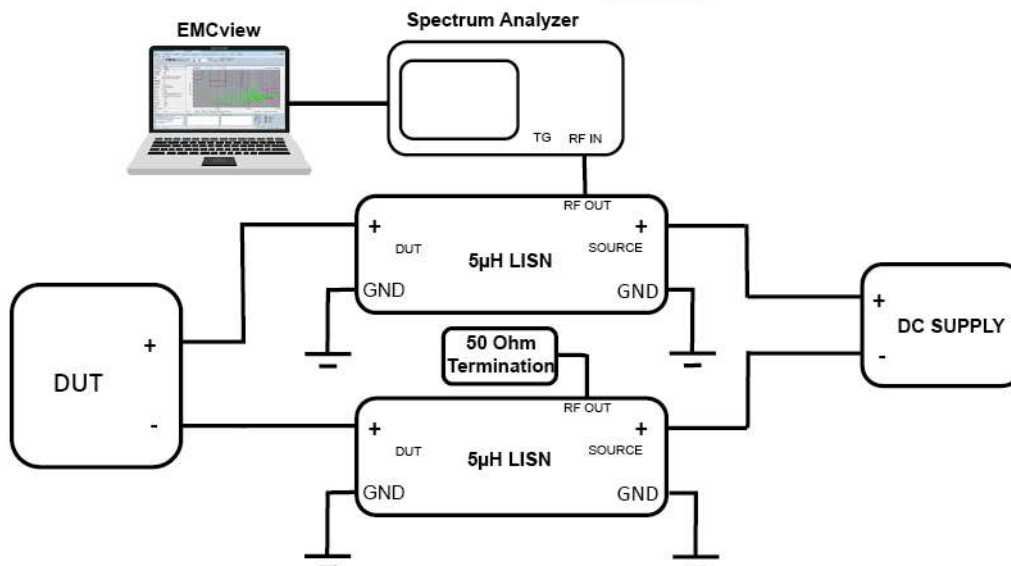 EMCview
Spectrum Analyzer
TG RF IN
RF OUT
+ +
DUT SOURCE
5µH LISN
GND GND
DUT
+
-
+
DC SUPPLY
-
50 Ohm
Termination
RF OUT
+ +
DUT SOURCE
5µH LISN
GND GND